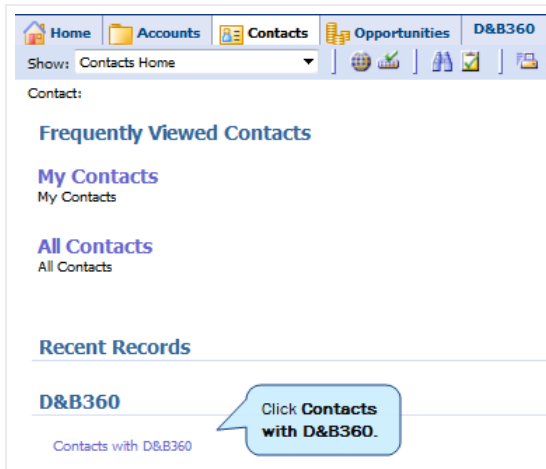 Home Accounts Contacts Opportunities D&B360
Show: Contacts Home
Contact:
Frequently Viewed Contacts
My Contacts
My Contacts
All Contacts
All Contacts
Recent Records
D&B360
Click Contacts
with D&B360.
Contacts with D&B360